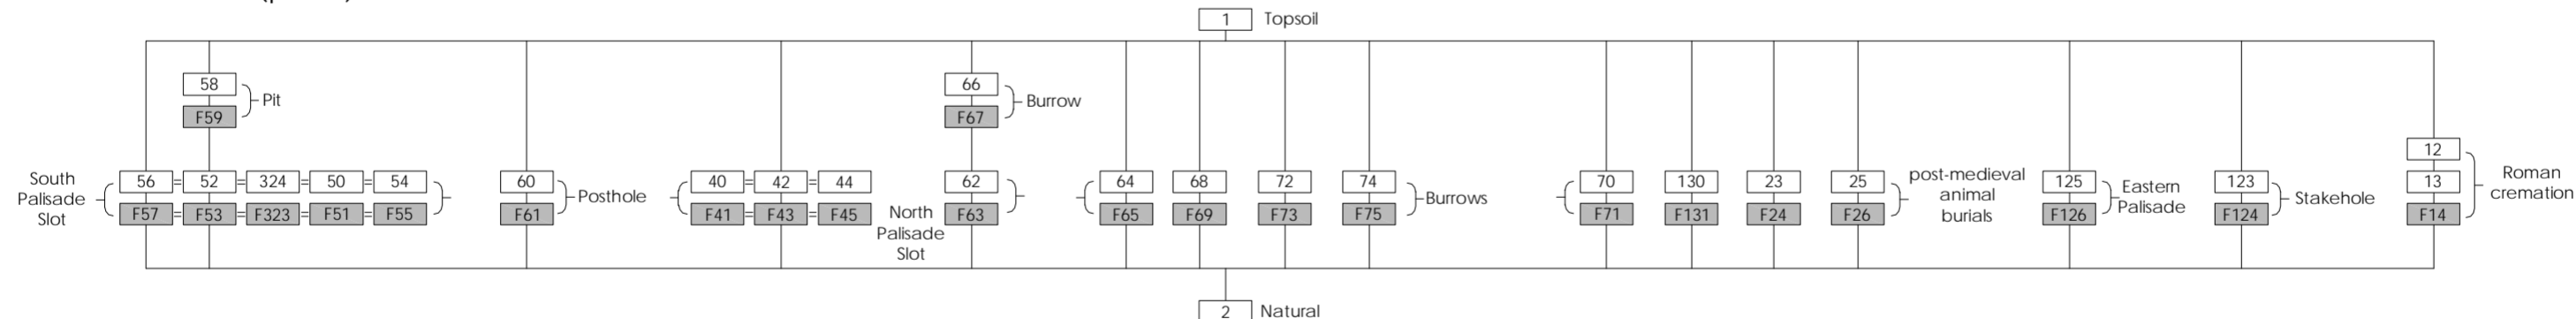 1 Topsoil
58
Pit
F59
66
Burrow
F67
South
Palisade
Slot
56 = 52 = 324 = 50 = 54
F57 = F53 = F323 = F51 = F55
60
Posthole
F61
40 = 42 = 44
F41 = F43 = F45
North
Palisade
Slot
62
F63
64 68 72 74
Burrows
F65 F69 F73 F75
70 130 23 25
F71 F131 F24 F26
post-medieval
animal
burials
125
F126
Eastern
Palisade
123
Stakehole
F124
12
13
F14
Roman
cremation
2 Natural